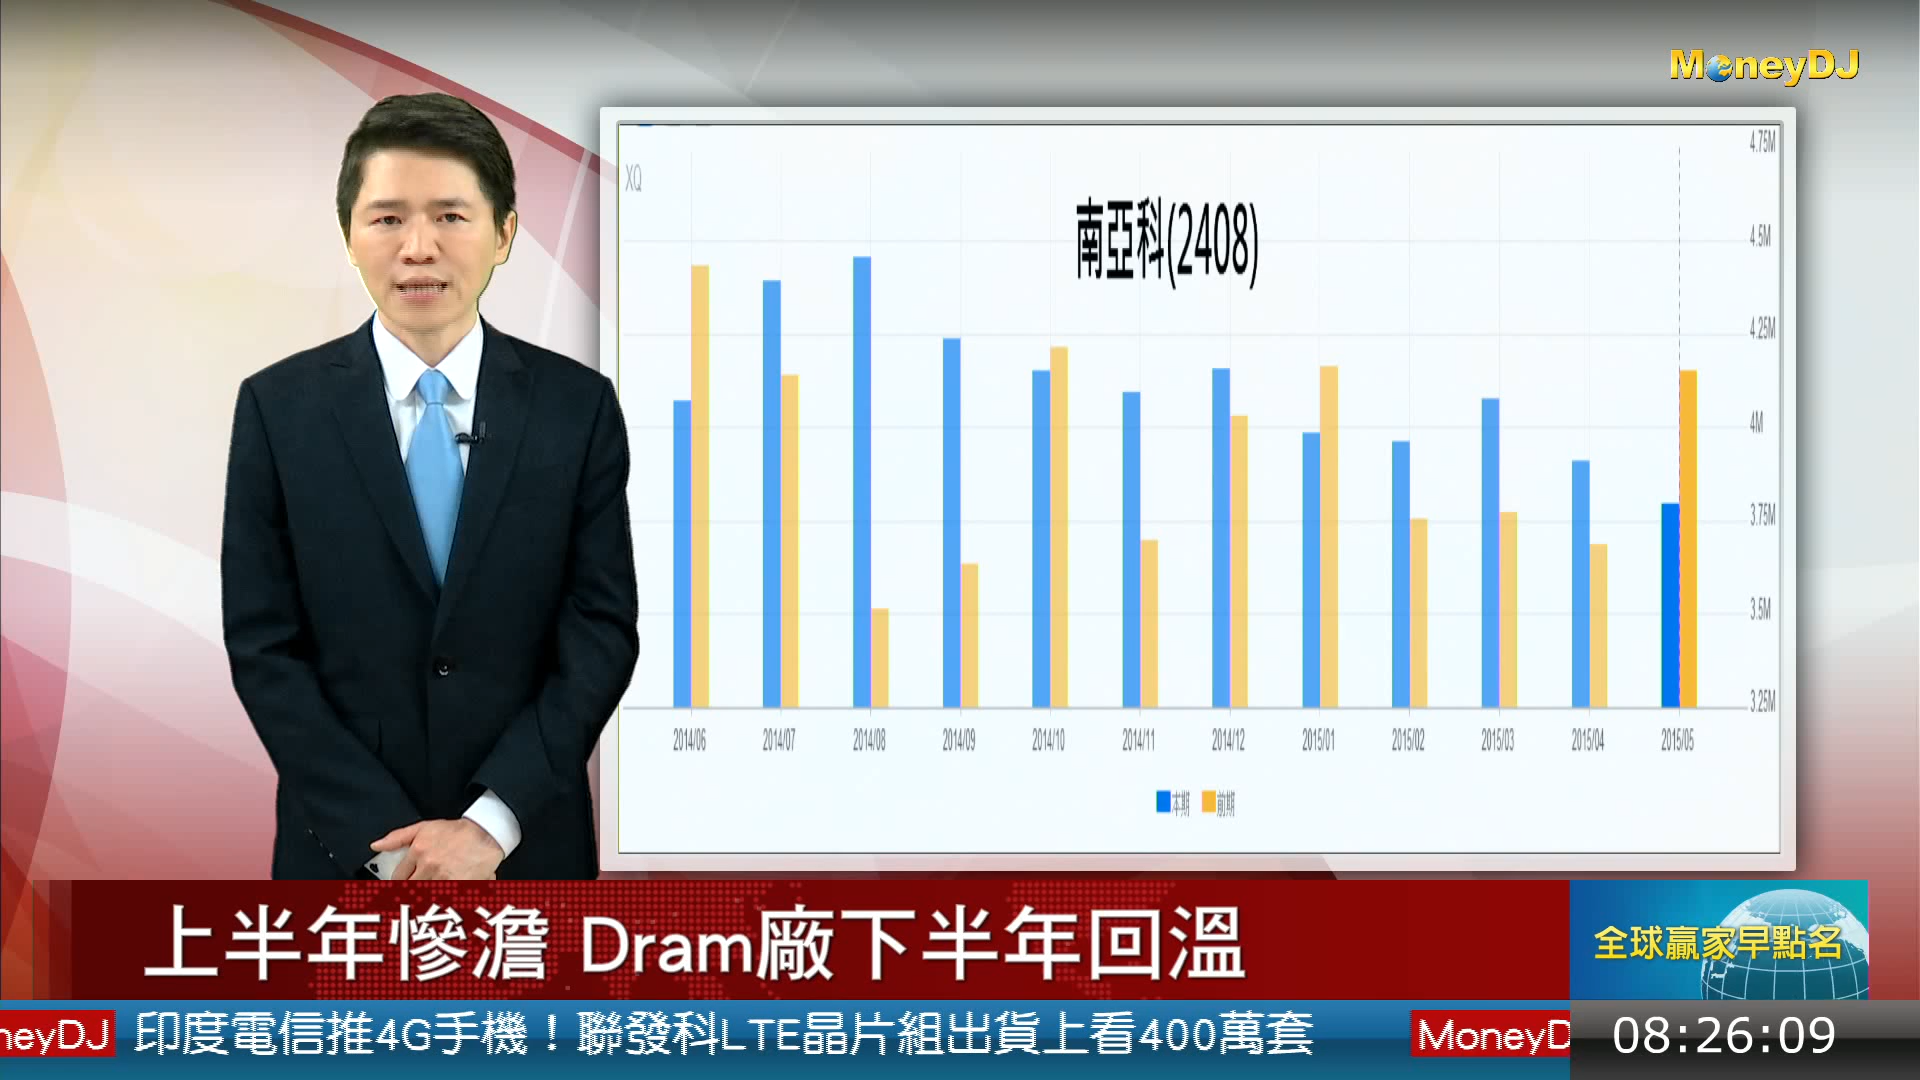 MoneyDJ
XQ
南亞科(2408)
4.75M
4.5M
4.25M
4M
3.75M
3.5M
3.25M
2014/06 2014/07 2014/08 2014/09 2014/10 2014/11 2014/12 2015/01 2015/02 2015/03 2015/04 2015/05
本期 前期
上半年慘澹 Dram廠下半年回溫
全球贏家早點名
neyDJ 印度電信推4G手機！聯發科LTE晶片組出貨上看400萬套 MoneyD
08:26:09